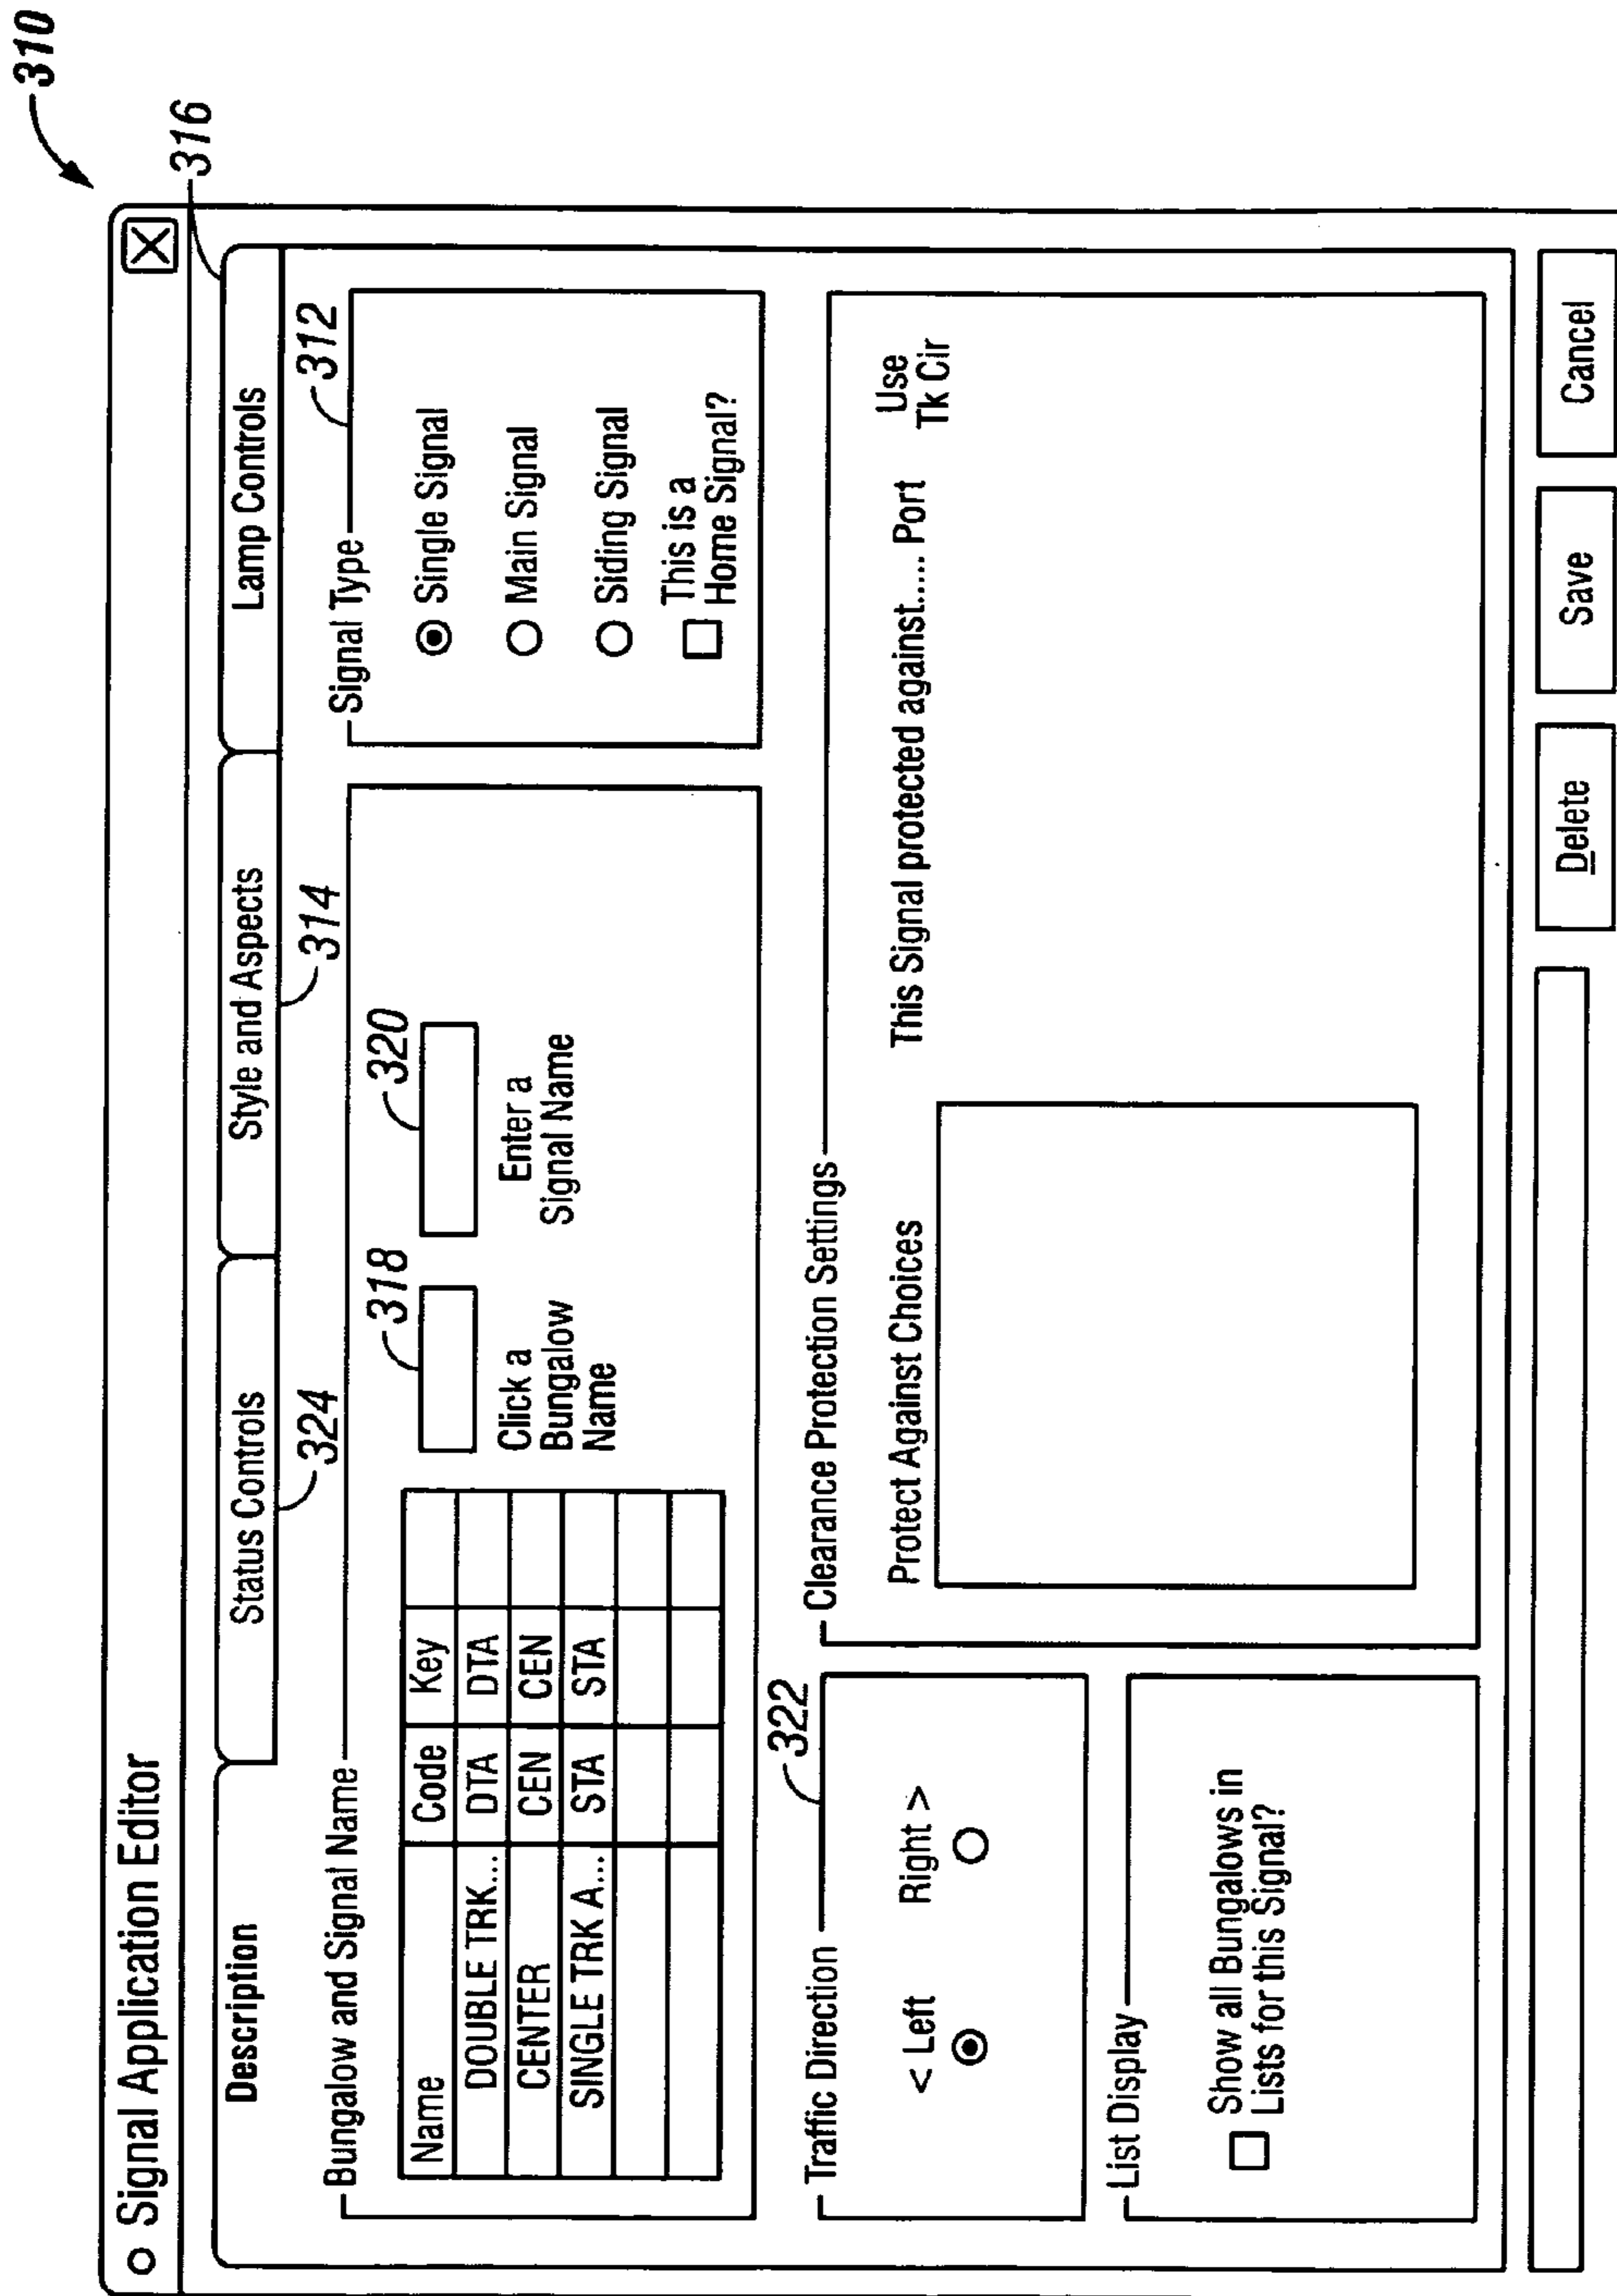 310
Signal Application Editor
316
Description
Status Controls
Style and Aspects
Lamp Controls
324
314
Bungalow and Signal Name
Name Code Key
DOUBLE TRK... DTA DTA
CENTER CEN CEN
SINGLE TRK A... STA STA
318
Click a
Bungalow
Name
320
Enter a
Signal Name
312
Signal Type
Single Signal
Main Signal
Siding Signal
This is a
Home Signal?
322
Traffic Direction
< Left Right >
List Display
Show all Bungalows in
Lists for this Signal?
Clearance Protection Settings
Protect Against Choices
This Signal protected against..... Port
Use
Tk Cir
Delete
Save
Cancel